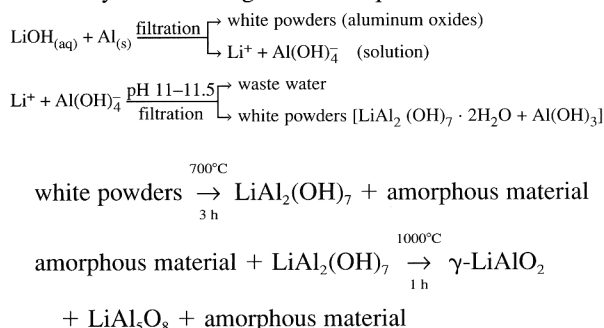 LiOH(aq) + Al(s) filtration → white powders (aluminum oxides)
→ Li⁺ + Al(OH)₄⁻ (solution)
Li⁺ + Al(OH)₄⁻ pH 11–11.5 filtration → waste water
→ white powders [LiAl₂ (OH)₇ · 2H₂O + Al(OH)₃]
white powders →(700°C, 3 h) LiAl₂(OH)₇ + amorphous material
amorphous material + LiAl₂(OH)₇ →(1000°C, 1 h) γ-LiAlO₂
+ LiAl₅O₈ + amorphous material